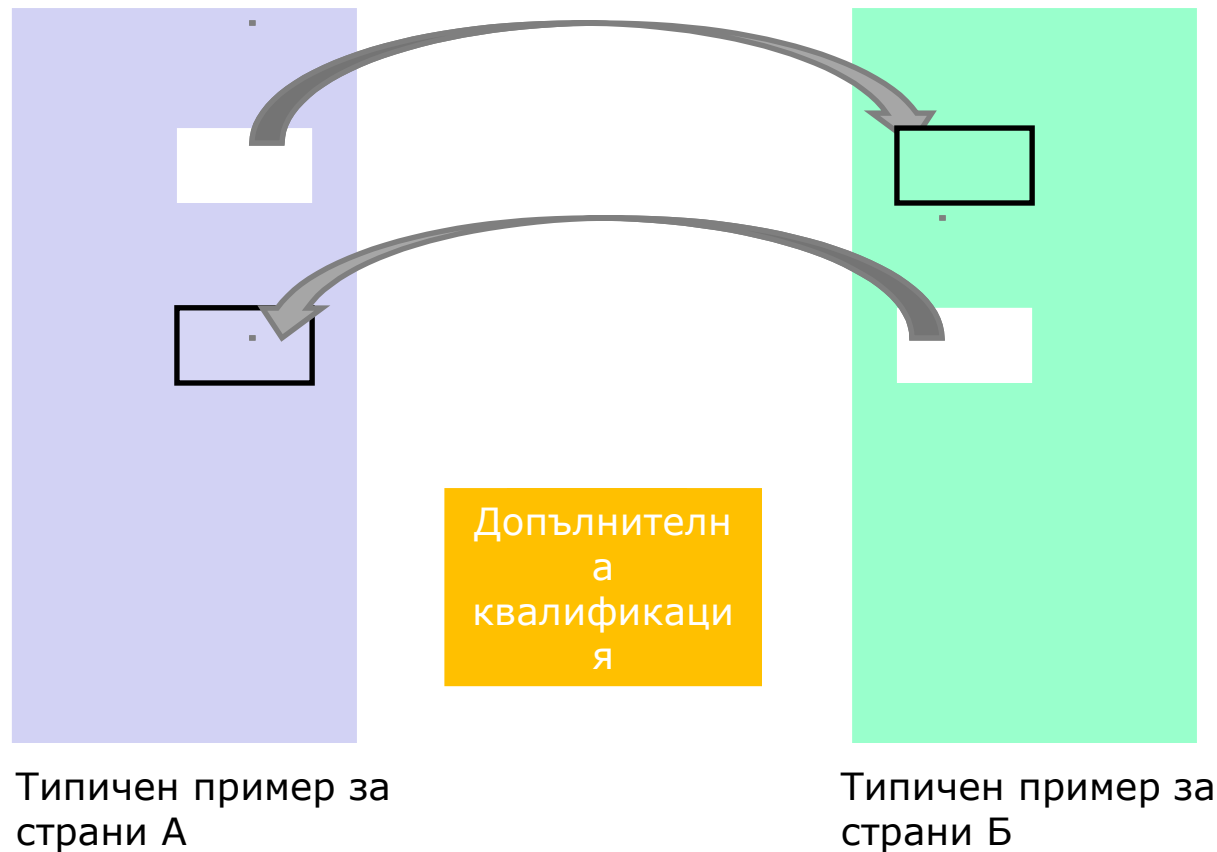 Допълнителн
а
квалификаци
я
Типичен пример за
страни А
Типичен пример за
страни Б